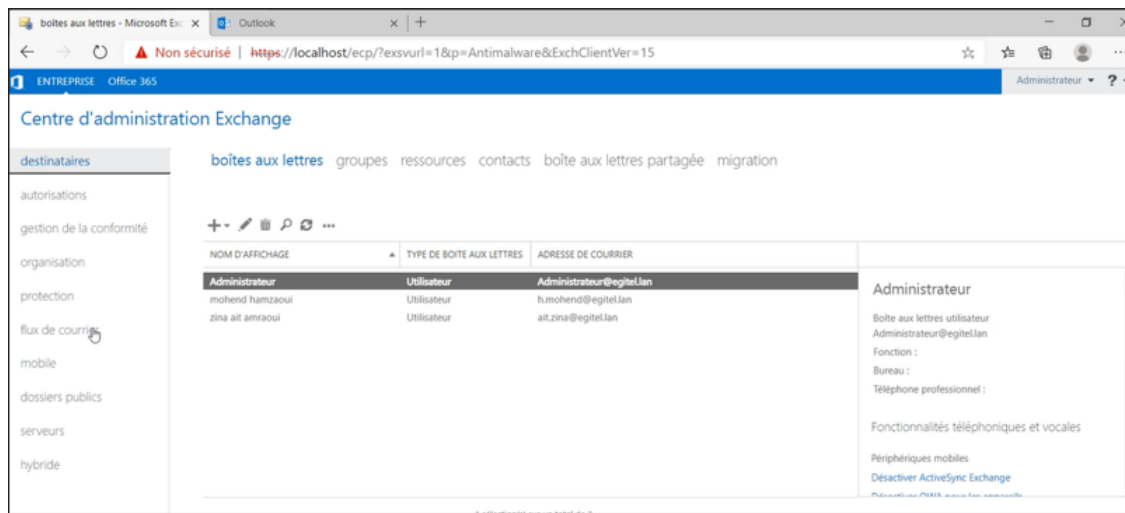 boîtes aux lettres - Microsoft Exc
Outlook
Non sécurisé | https://localhost/ecp/?exsvurl=1&p=Antimalware&ExchClientVer=15
ENTREPRISE Office 365
Administrateur ?
Centre d'administration Exchange
destinataires
autorisations
gestion de la conformité
organisation
protection
flux de courrier
mobile
dossiers publics
serveurs
hybride
boîtes aux lettres groupes ressources contacts boîte aux lettres partagée migration
NOM D'AFFICHAGE TYPE DE BOITE AUX LETTRES ADRESSE DE COURRIER
Administrateur Utilisateur Administrateur@egitel.lan
mohend hamzaoui Utilisateur h.mohend@egitel.lan
zina ait amraoui Utilisateur ait.zina@egitel.lan
Administrateur
Boîte aux lettres utilisateur
Administrateur@egitel.lan
Fonction :
Bureau :
Téléphone professionnel :
Fonctionnalités téléphoniques et vocales
Périphériques mobiles
Désactiver ActiveSync Exchange